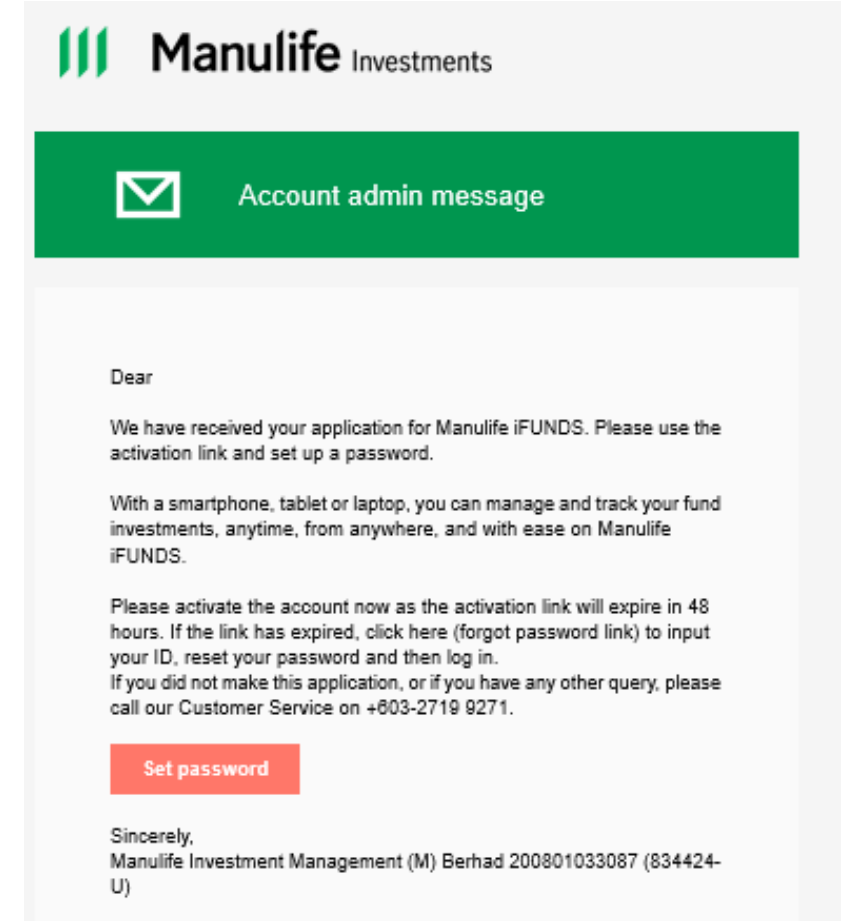 Manulife Investments
Account admin message
Dear
We have received your application for Manulife iFUNDS. Please use the
activation link and set up a password.
With a smartphone, tablet or laptop, you can manage and track your fund
investments, anytime, from anywhere, and with ease on Manulife
iFUNDS.
Please activate the account now as the activation link will expire in 48
hours. If the link has expired, click here (forgot password link) to input
your ID, reset your password and then log in.
If you did not make this application, or if you have any other query, please
call our Customer Service on +603-2719 9271.
Set password
Sincerely,
Manulife Investment Management (M) Berhad 200801033087 (834424-
U)